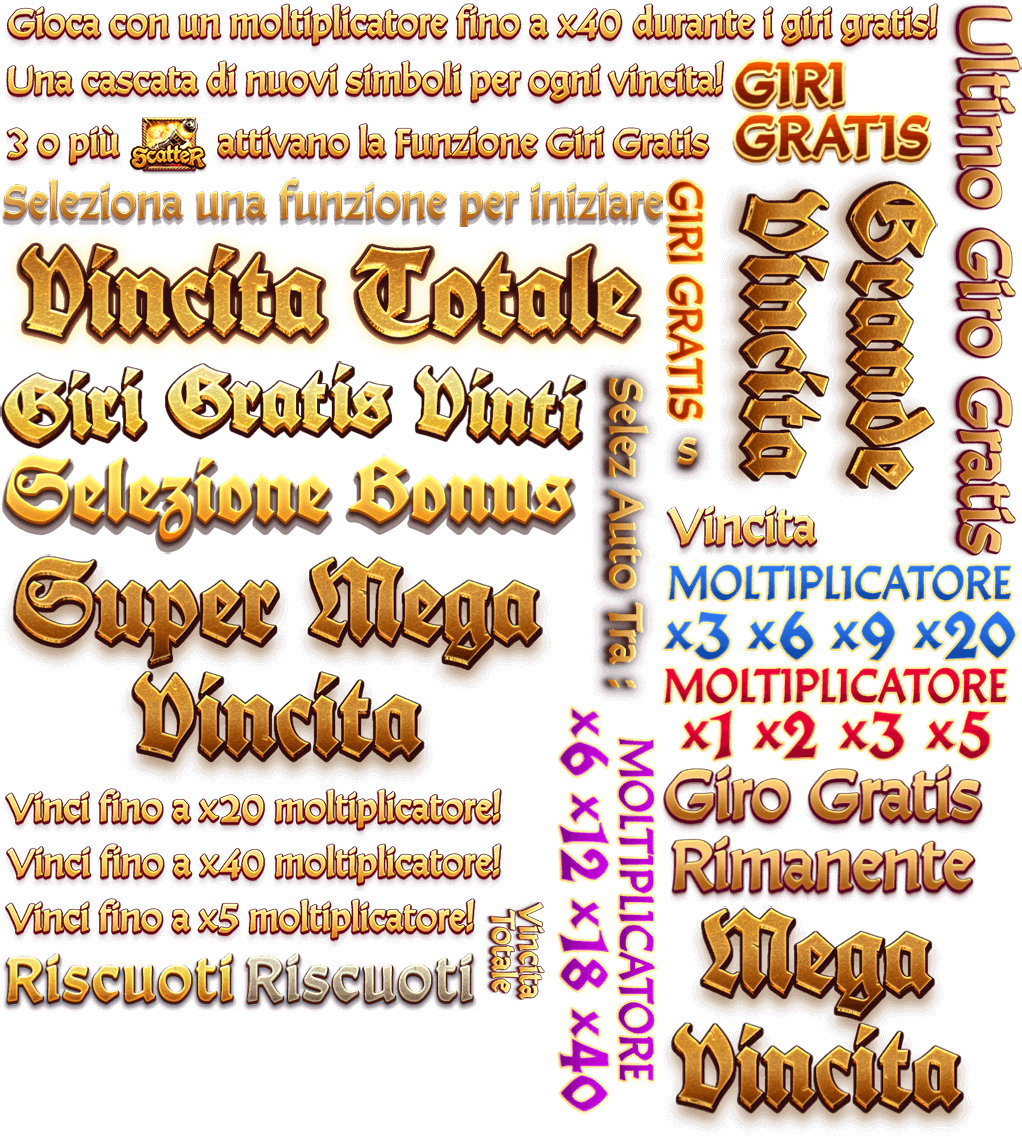 Gioca con un moltiplicatore fino a x40 durante i giri gratis!
Una cascata di nuovi simboli per ogni vincita!
3 o più SCATTER attivano la Funzione Giri Gratis
GIRI
GRATIS
Ultimo Giro Gratis
Seleziona una funzione per iniziare
GIRI GRATIS
s
Grande
Vincita
Vincita Totale
Giri Gratis Vinti
Selezione Bonus
Selez Auto Tra :
Vincita
MOLTIPLICATORE
x3 x6 x9 x20
MOLTIPLICATORE
x1 x2 x3 x5
Super Mega
Vincita
MOLTIPLICATORE
x6 x12 x18 x40
Giro Gratis
Rimanente
Vinci fino a x20 moltiplicatore!
Vinci fino a x40 moltiplicatore!
Vinci fino a x5 moltiplicatore!
Vincita
Totale
Riscuoti Riscuoti
Mega
Vincita